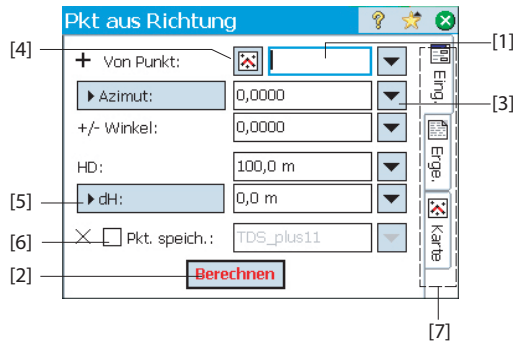 Pkt aus Richtung
[4]
[1]
+ Von Punkt:
Eing.
Azimut:
0,0000
[3]
+/- Winkel:
0,0000
Erge.
HD:
100,0 m
[5]
dH:
0,0 m
Karte
[6]
Pkt. speich.:
TDS_plus11
[2]
Berechnen
[7]